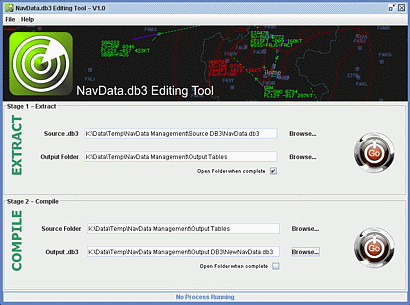 NavData.db3 Editing Tool – V1.0
File Help
NavData.db3 Editing Tool
Home
Stage 1 - Extract
EXTRACT
Source .db3 K:\Data\Temp\NavData Management\Source DB3\NavData.db3 Browse...
Output Folder K:\Data\Temp\NavData Management\Output Tables Browse...
Open Folder when complete
Go
Stage 2 - Compile
COMPILE
Source Folder K:\Data\Temp\NavData Management\Output Tables Browse...
Output .db3 K:\Data\Temp\NavData Management\Output DB3\NewNavData.db3 Browse...
Open Folder when complete
Go
No Process Running